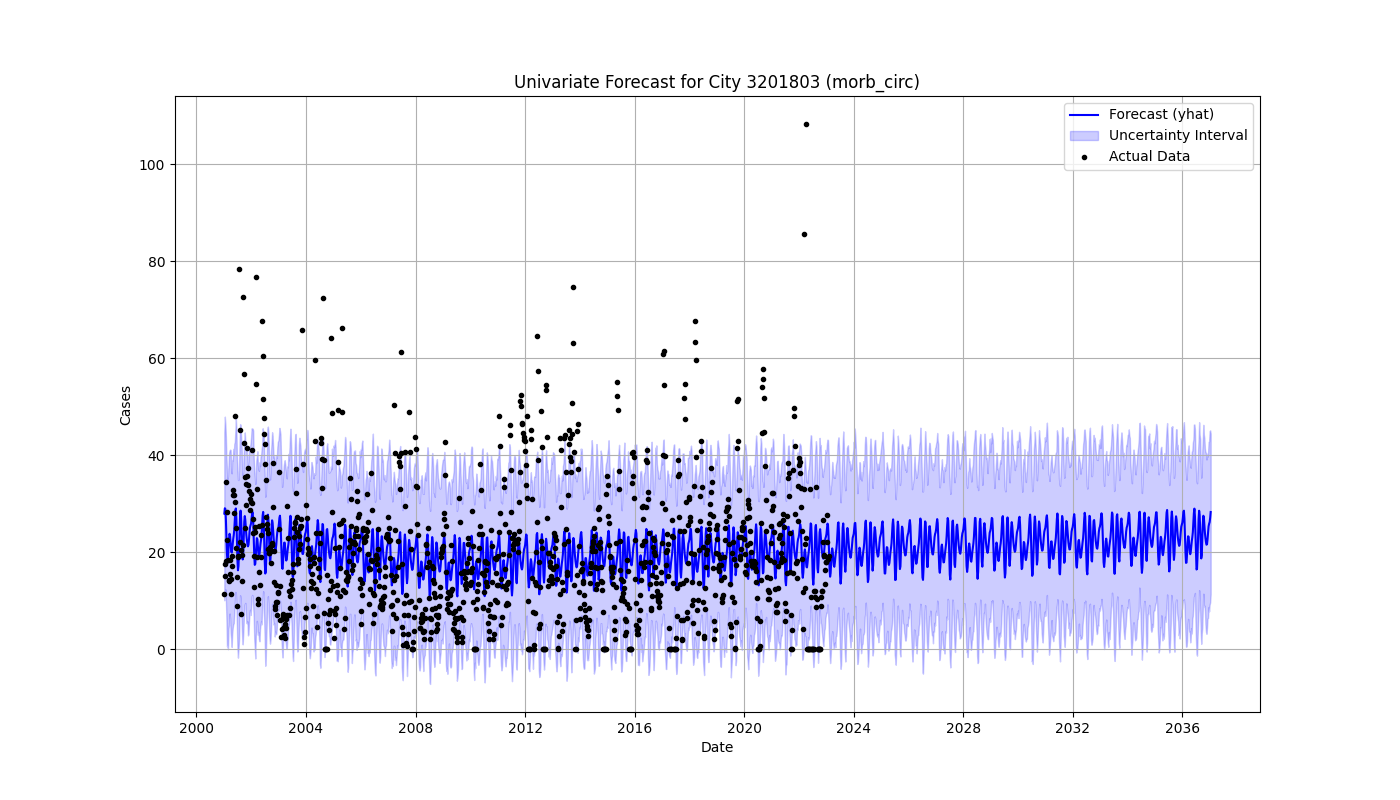 Univariate Forecast for City 3201803 (morb_circ)
Forecast (yhat)
Uncertainty Interval
Actual Data
Cases
100
80
60
40
20
0
2000 2004 2008 2012 2016 2020 2024 2028 2032 2036
Date